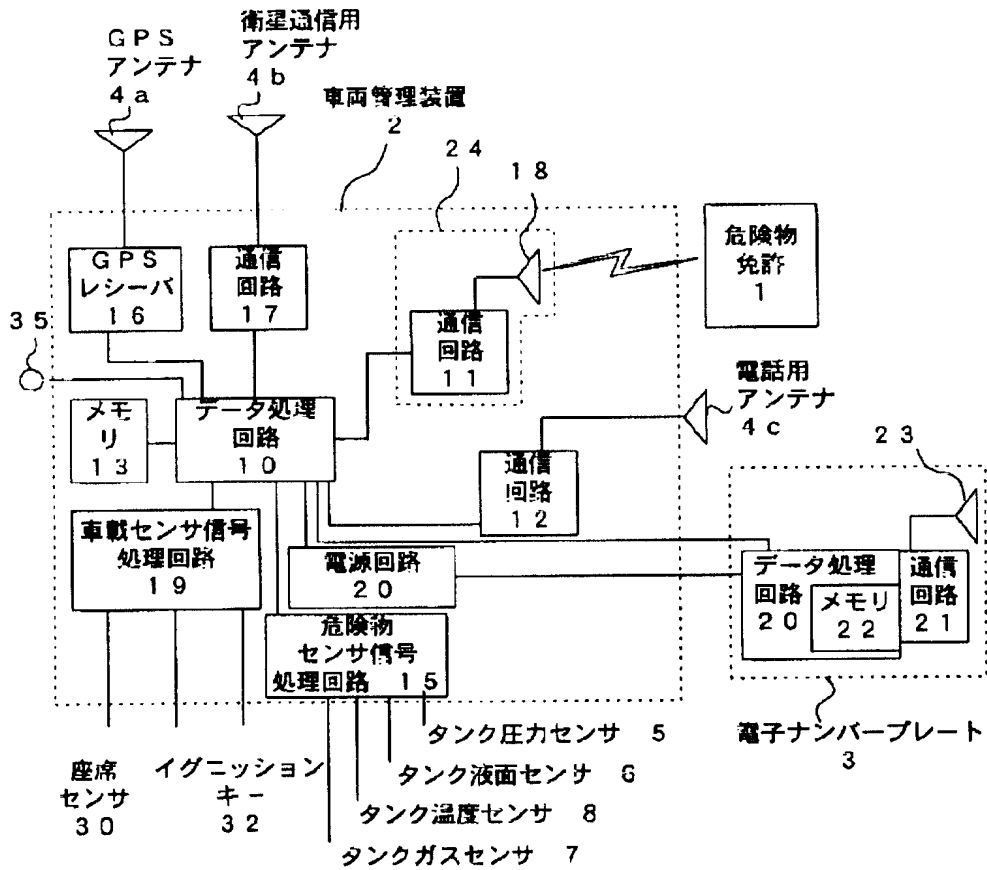 GPS
アンテナ
4a
衛星通信用
アンテナ
4b
車両管理装置
2
24
18
GPS
レシーバ
16
通信
回路
17
通信
回路
11
危険物
免許
1
35
メモ
リ
13
データ処理
回路
10
電話用
アンテナ
4c
通信
回路
12
23
車載センサ信号
処理回路
19
電源回路
20
データ処理
回路
20
メモリ
22
通信
回路
21
危険物
センサ信号
処理回路 15
タンク圧力センサ 5
タンク液面センサ 6
タンク温度センサ 8
タンクガスセンサ 7
座席
センサ
30
イグニッション
キー
32
電子ナンバープレート
3